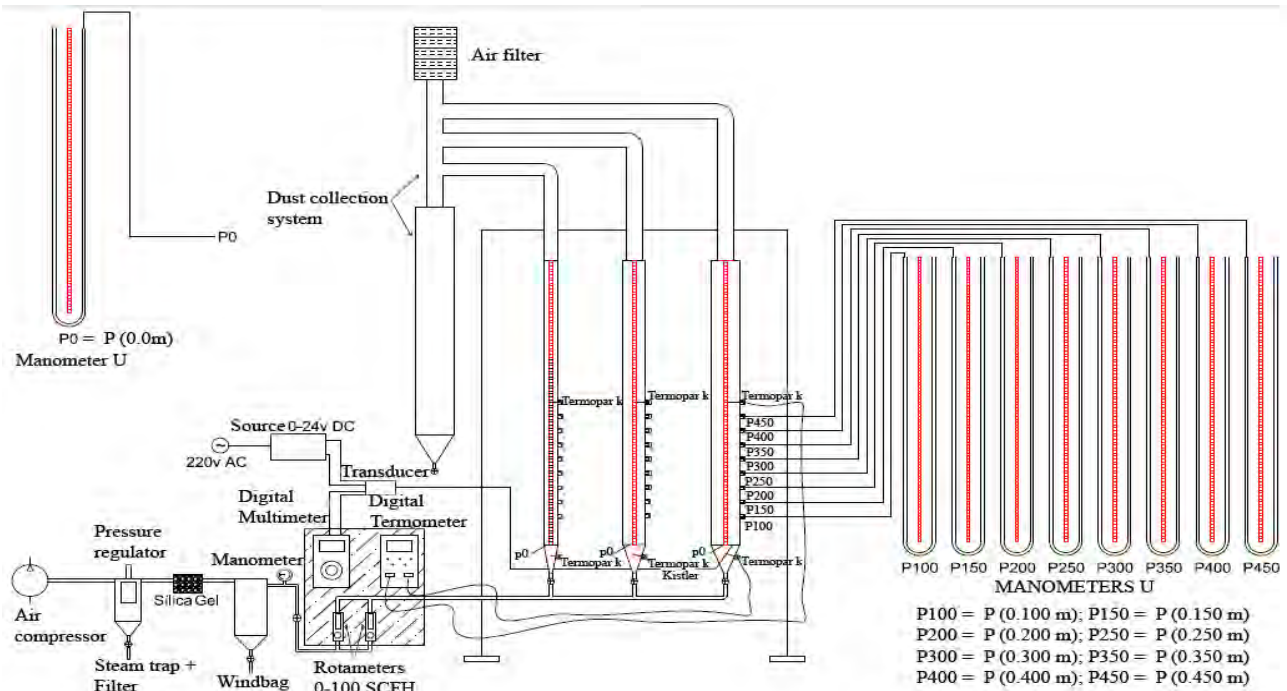 Air filter
Dust collection
system
P0
P0 = P (0.0m)
Manometer U
Source 0-24v DC
220v AC
Transducer
Digital
Multimeter
Digital
Termometer
Pressure
regulator
Manometer
Silica Gel
Air
compressor
Steam trap +
Filter
Windbag
Rotameters
0-100 SCFH
Termopar k
Termopar k
Termopar k
P450
P400
P350
P300
P250
P200
P150
P100
p0
p0
p0
Termopar k
Termopar k
Termopar k
Kistler
P100 P150 P200 P250 P300 P350 P400 P450
MANOMETERS U
P100 = P (0.100 m); P150 = P (0.150 m)
P200 = P (0.200 m); P250 = P (0.250 m)
P300 = P (0.300 m); P350 = P (0.350 m)
P400 = P (0.400 m); P450 = P (0.450 m)